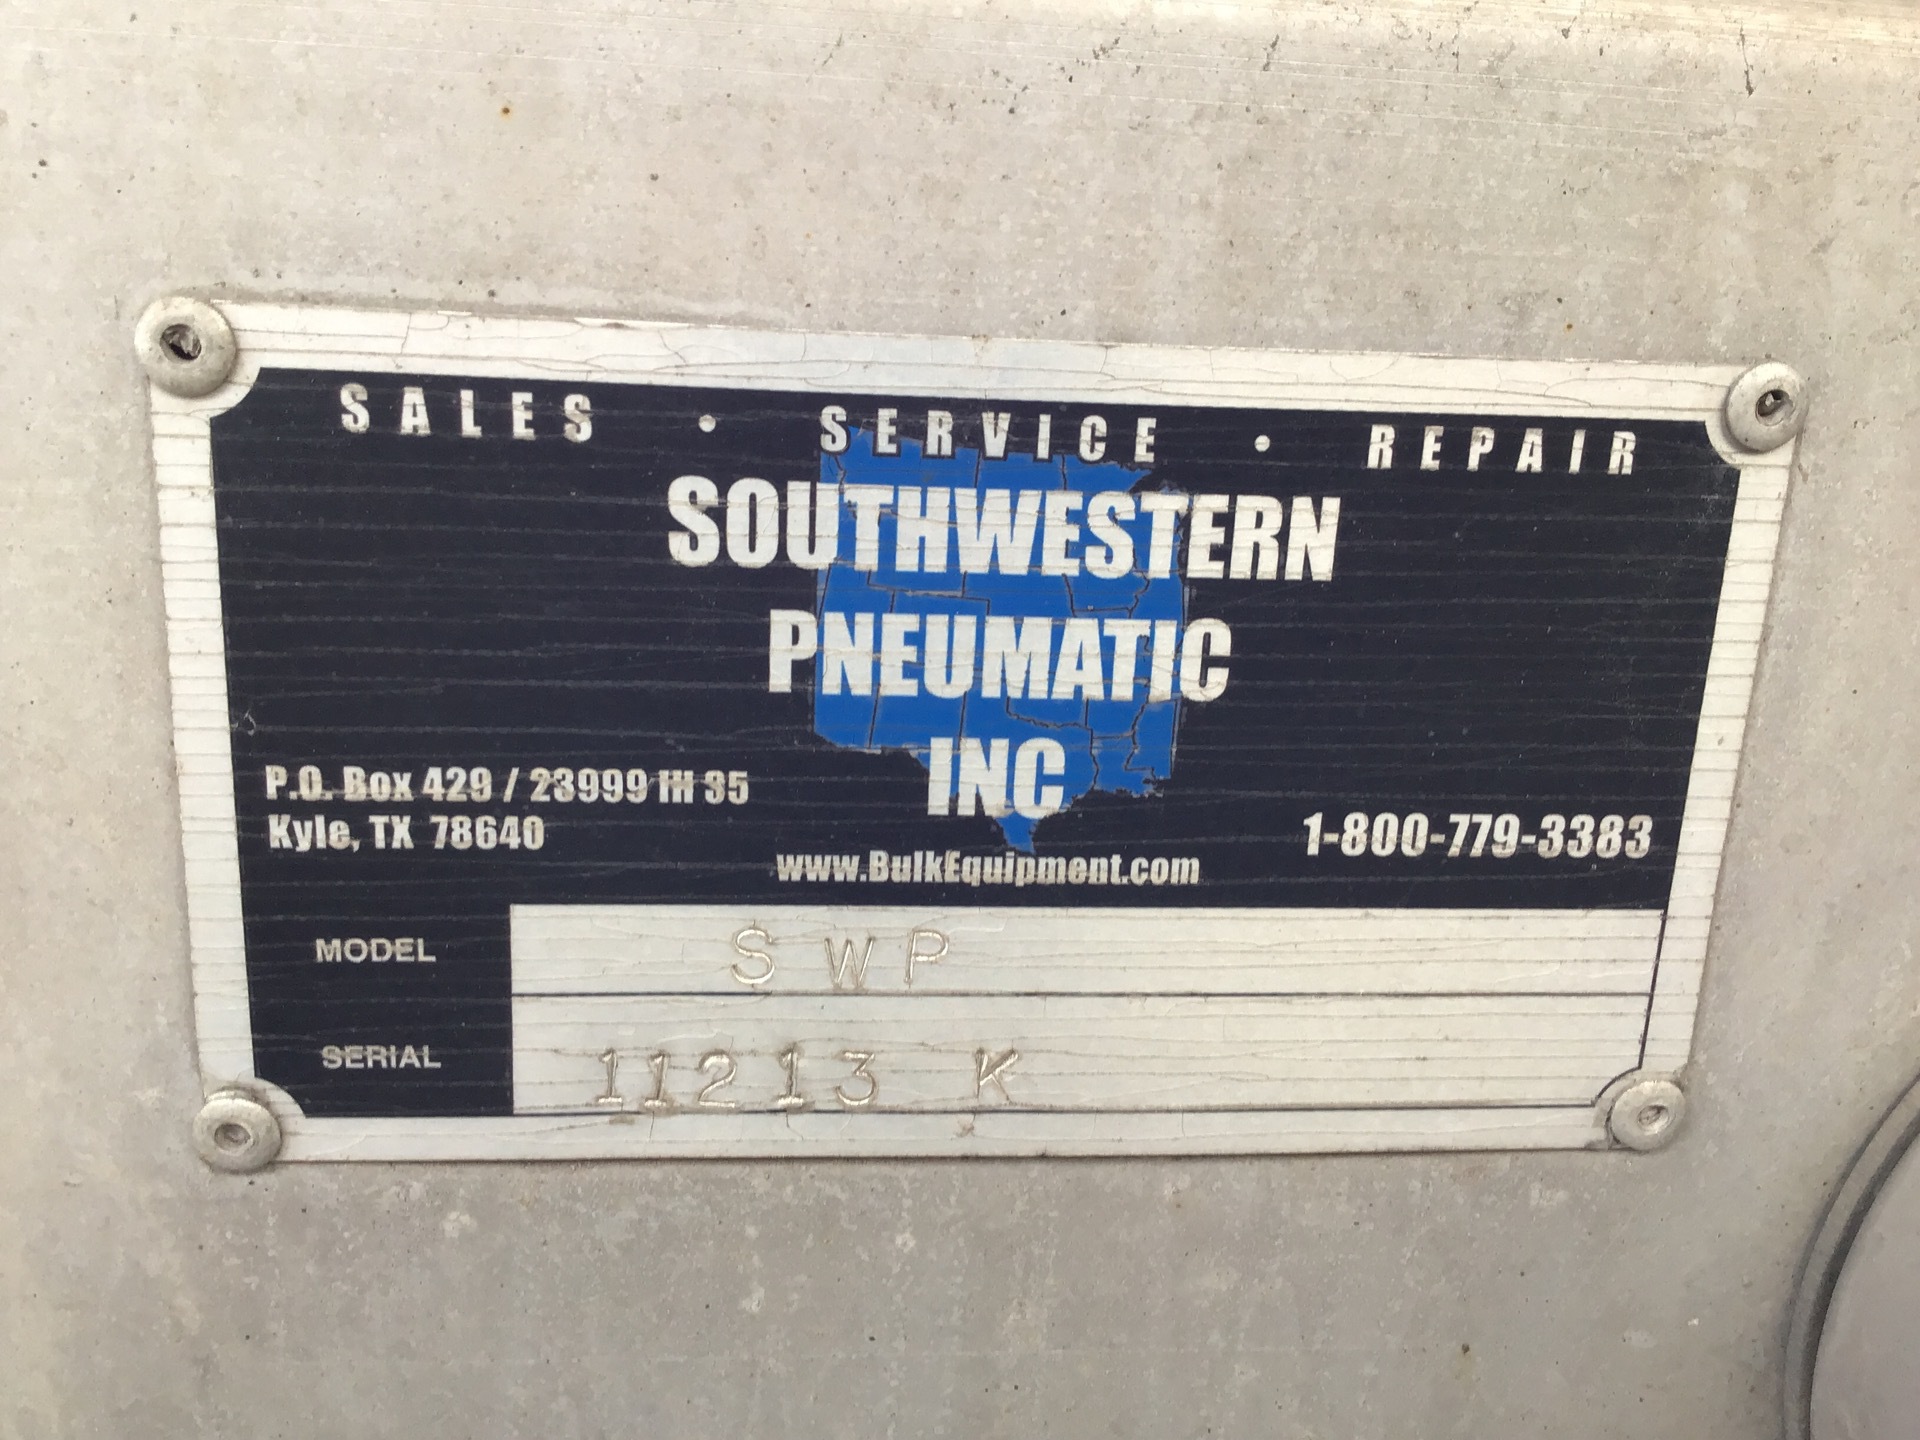 SALES • SERVICE • REPAIR
SOUTHWESTERN
PNEUMATIC
INC
P.O. Box 429 / 23999 IH 35
Kyle, TX 78640
1-800-779-3383
www.BulkEquipment.com
MODEL SWP
SERIAL 11213 K